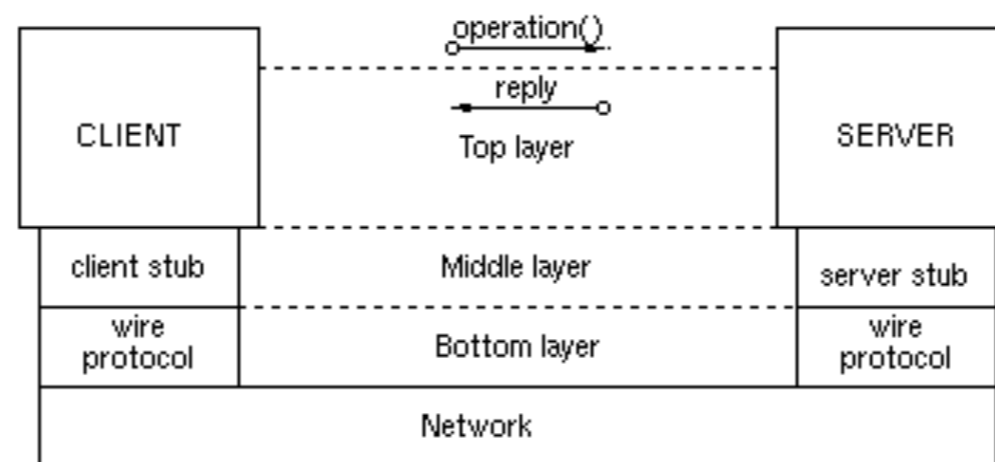 operation()
reply
CLIENT
Top layer
SERVER
client stub
Middle layer
server stub
wire
protocol
Bottom layer
wire
protocol
Network